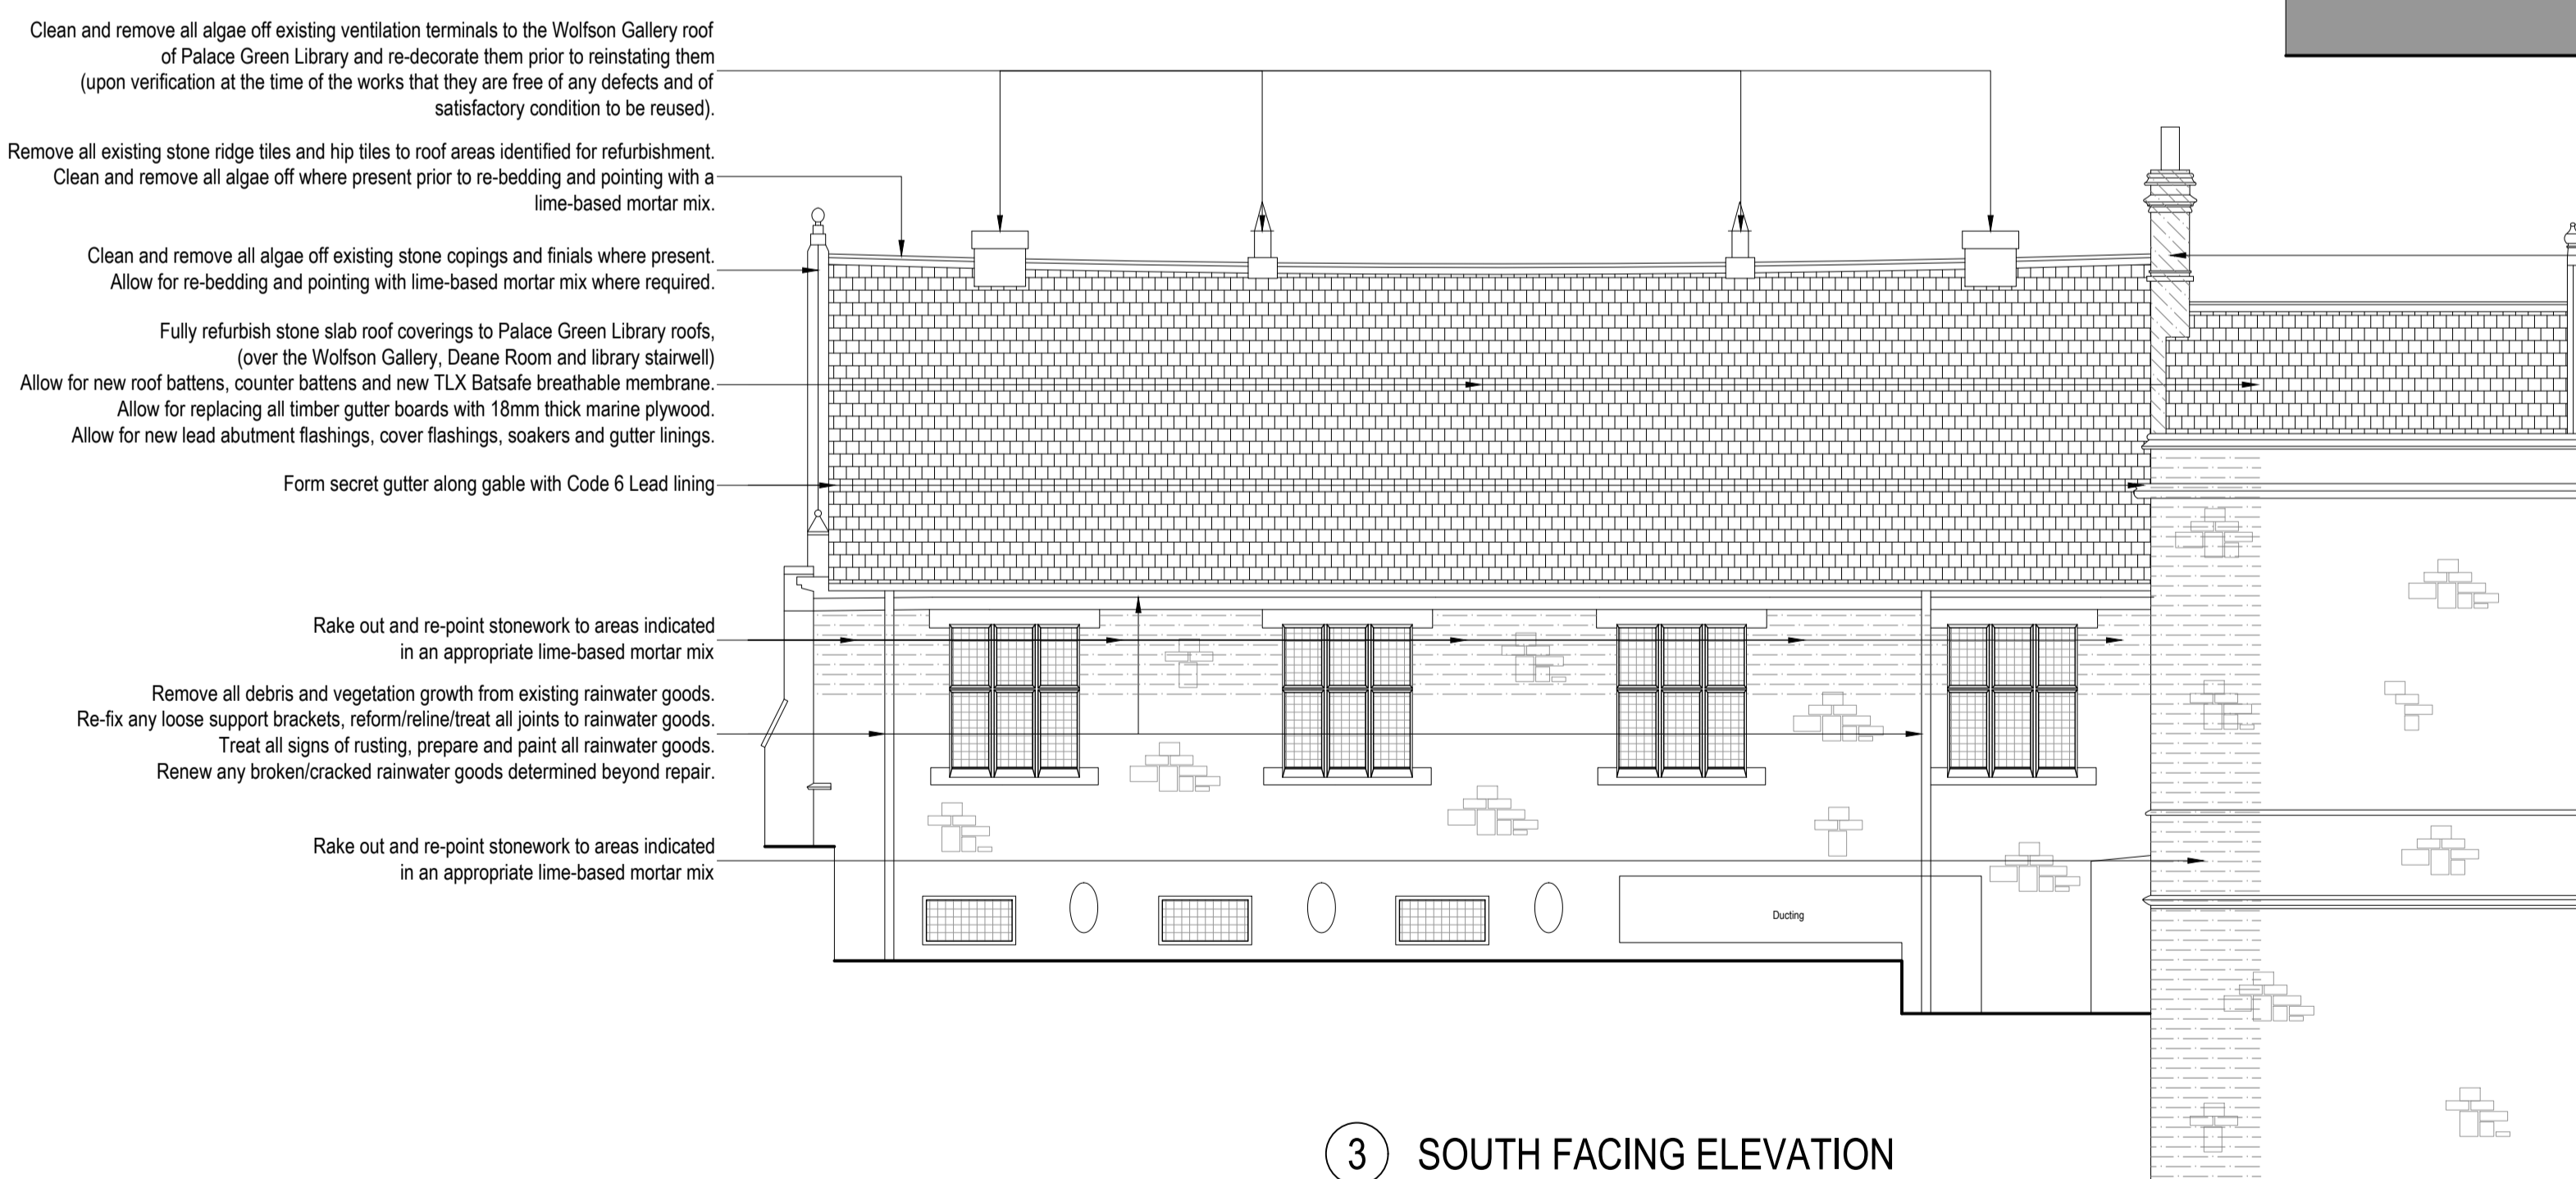 Clean and remove all algae off existing ventilation terminals to the Wolfson Gallery roof
of Palace Green Library and re-decorate them prior to reinstating them
(upon verification at the time of the works that they are free of any defects and of
satisfactory condition to be reused).
Remove all existing stone ridge tiles and hip tiles to roof areas identified for refurbishment.
Clean and remove all algae off where present prior to re-bedding and pointing with a
lime-based mortar mix.
Clean and remove all algae off existing stone copings and finials where present.
Allow for re-bedding and pointing with lime-based mortar mix where required.
Fully refurbish stone slab roof coverings to Palace Green Library roofs,
(over the Wolfson Gallery, Deane Room and library stairwell)
Allow for new roof battens, counter battens and new TLX Batsafe breathable membrane.
Allow for replacing all timber gutter boards with 18mm thick marine plywood.
Allow for new lead abutment flashings, cover flashings, soakers and gutter linings.
Form secret gutter along gable with Code 6 Lead lining
Rake out and re-point stonework to areas indicated
in an appropriate lime-based mortar mix
Remove all debris and vegetation growth from existing rainwater goods.
Re-fix any loose support brackets, reform/reline/treat all joints to rainwater goods.
Treat all signs of rusting, prepare and paint all rainwater goods.
Renew any broken/cracked rainwater goods determined beyond repair.
Rake out and re-point stonework to areas indicated
in an appropriate lime-based mortar mix
Ducting
3 SOUTH FACING ELEVATION